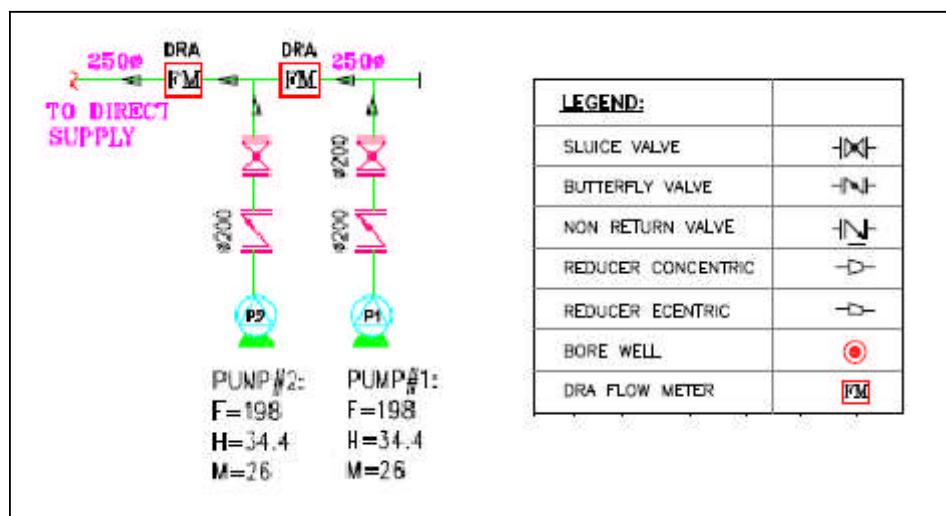 DRA DRA
250ø FM FM 250ø
TO DIRECT
SUPPLY
ø200 ø200
ø200 ø200
P2 P1
PUMP#2: PUMP#1:
F=198 F=198
H=34.4 H=34.4
M=26 M=26
LEGEND:
SLUICE VALVE
BUTTERFLY VALVE
NON RETURN VALVE
REDUCER CONCENTRIC
REDUCER ECENTRIC
BORE WELL
DRA FLOW METER FM